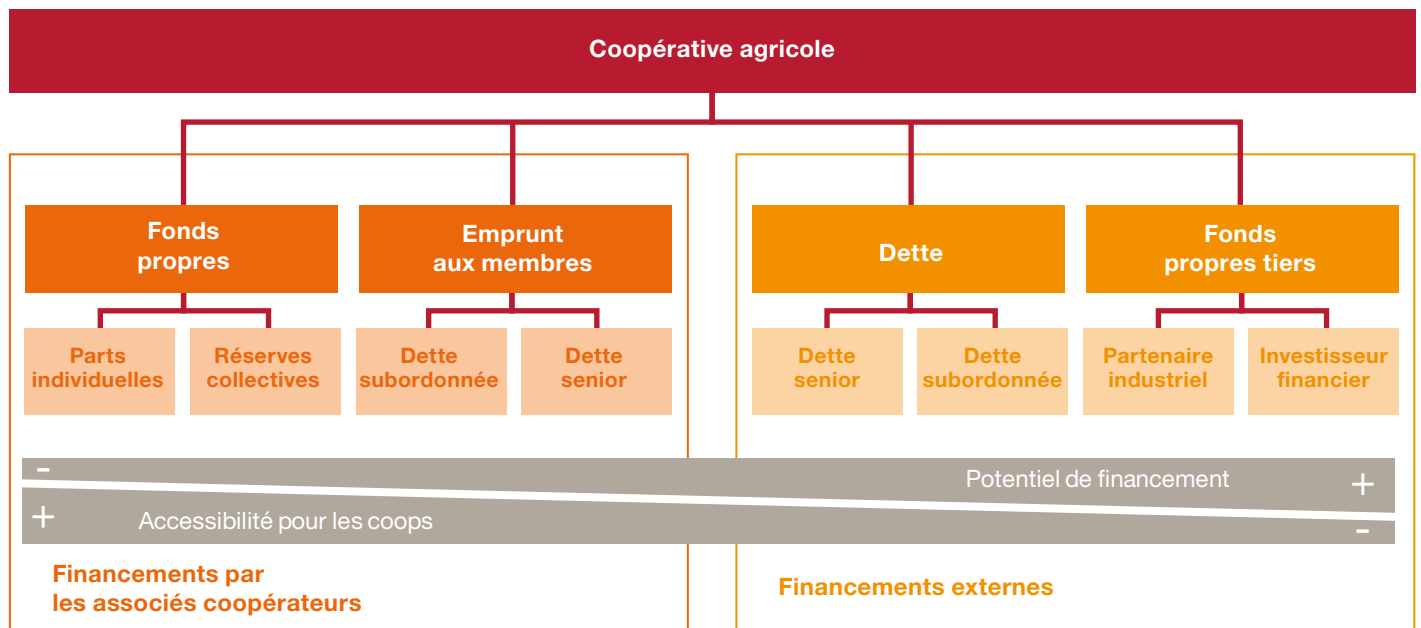 Coopérative agricole
Fonds
propres
Emprunt
aux membres
Dette
Fonds
propres tiers
Parts
individuelles
Réserves
collectives
Dette
subordonnée
Dette
senior
Dette
senior
Dette
subordonnée
Partenaire
industriel
Investisseur
financier
-
Potentiel de financement
+
+
Accessibilité pour les coops
-
Financements par
les associés coopérateurs
Financements externes